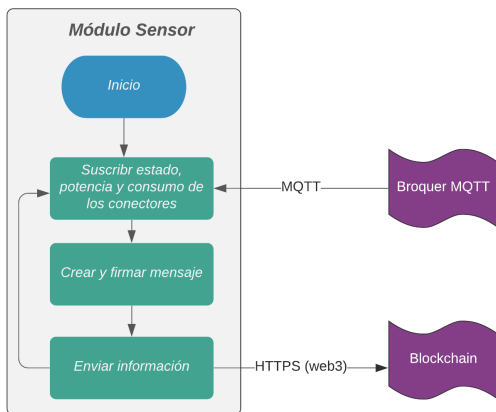 Módulo Sensor
Inicio
Suscribr estado,
potencia y consumo de
los conectores
MQTT
Broquer MQTT
Crear y firmar mensaje
Enviar información
HTTPS (web3)
Blockchain